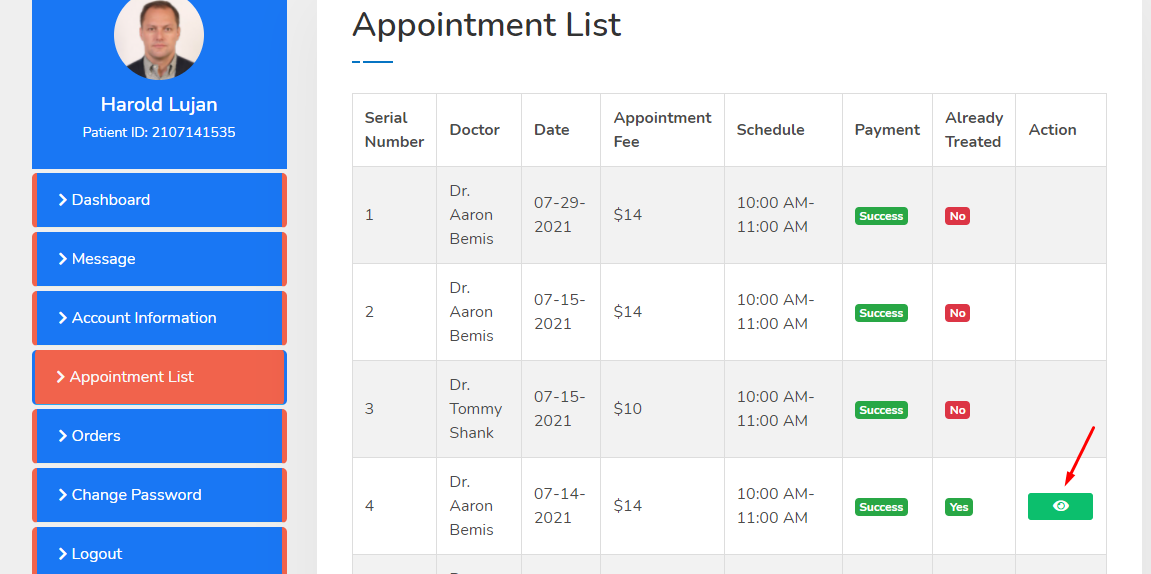 Harold Lujan
Patient ID: 2107141535
Dashboard
Message
Account Information
Appointment List
Orders
Change Password
Logout
Appointment List
Serial Number Doctor Date Appointment Fee Schedule Payment Already Treated Action
1 Dr. Aaron Bemis 07-29-2021 $14 10:00 AM-11:00 AM Success No
2 Dr. Aaron Bemis 07-15-2021 $14 10:00 AM-11:00 AM Success No
3 Dr. Tommy Shank 07-15-2021 $10 10:00 AM-11:00 AM Success No
4 Dr. Aaron Bemis 07-14-2021 $14 10:00 AM-11:00 AM Success Yes